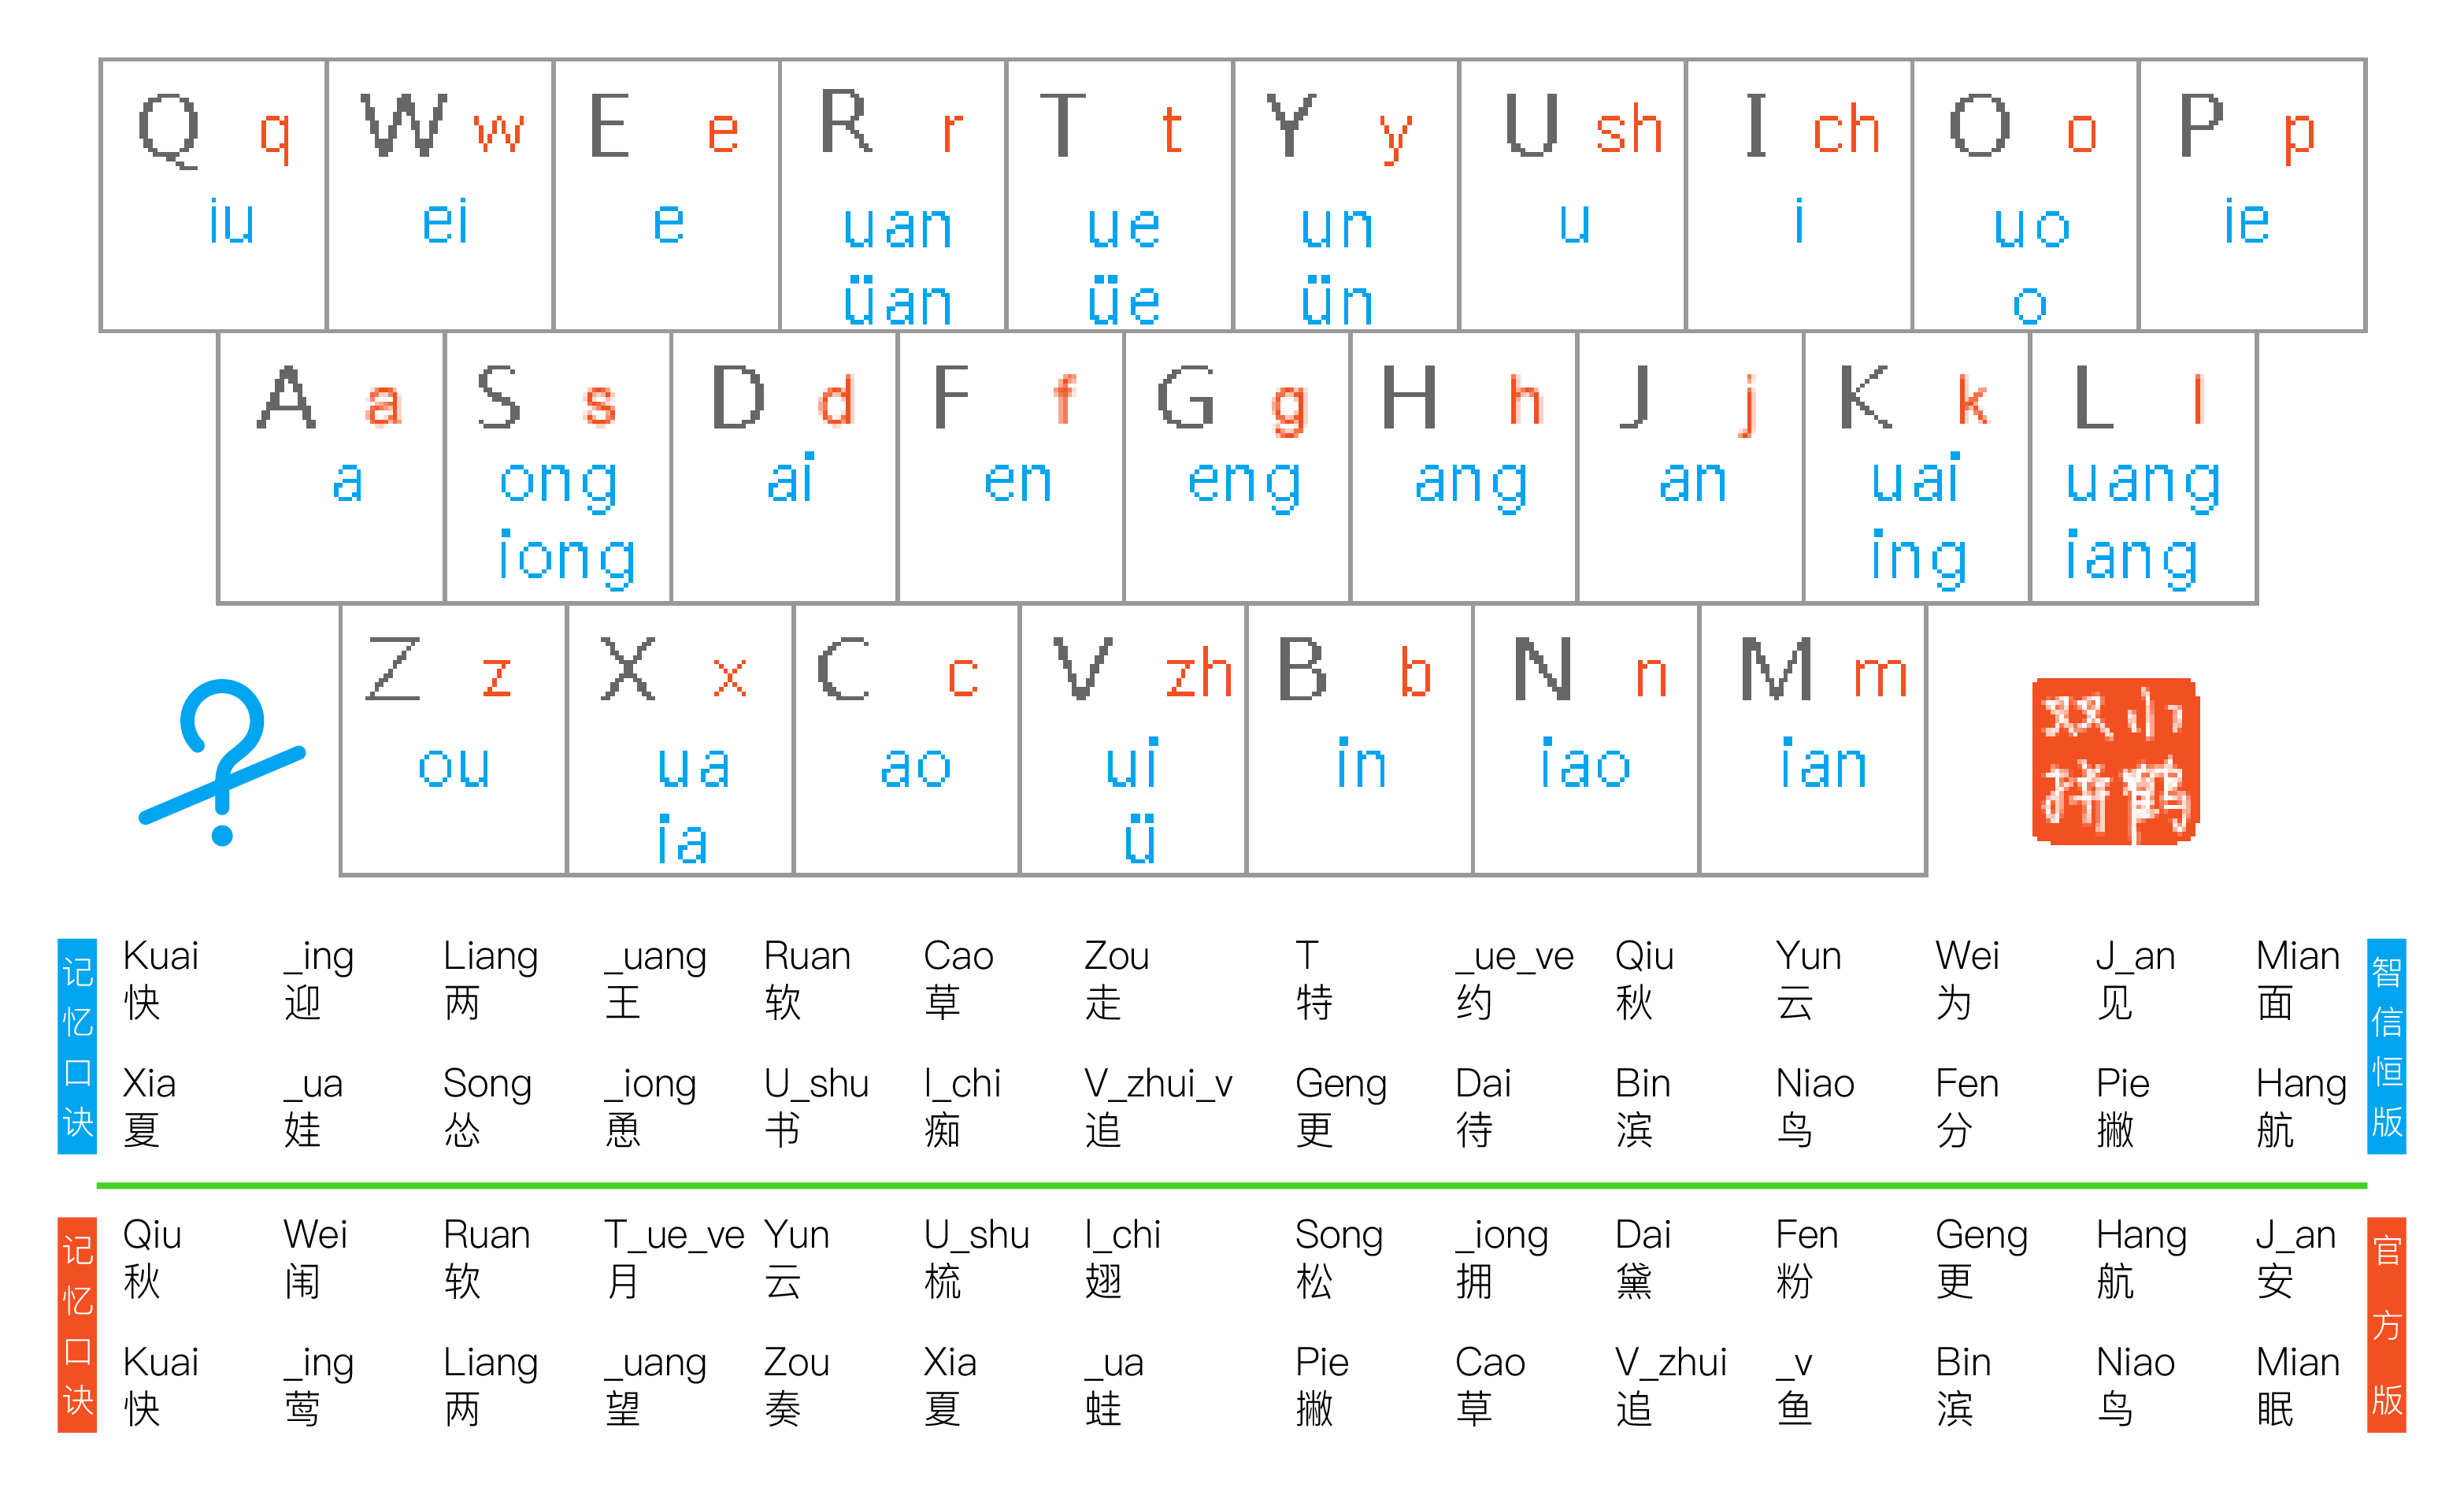 Q q W w E e R r T t Y y U sh I ch O o P p
iu ei e uan ue un u i uo ie
üan üe ün o
A a S s D d F f G g H h J j K k L l
a ong ai en eng ang an uai uang
iong ing iang
Z z X x C c V zh B b N n M m
ou ua ao ui in iao ian
ia ü
双小
拼鹤
记忆口诀
Kuai _ing Liang _uang Ruan Cao Zou T _ue_ve Qiu Yun Wei J_an Mian
快 迎 两 王 软 草 走 特 约 秋 云 为 见 面
Xia _ua Song _iong U_shu I_chi V_zhui_v Geng Dai Bin Niao Fen Pie Hang
夏 娃 怂 恿 书 痴 追 更 待 滨 鸟 分 撇 航
智信恒版
记忆口诀
Qiu Wei Ruan T_ue_ve Yun U_shu I_chi Song _iong Dai Fen Geng Hang J_an
秋 闱 软 月 云 梳 翅 松 拥 黛 粉 更 航 安
Kuai _ing Liang _uang Zou Xia _ua Pie Cao V_zhui _v Bin Niao Mian
快 莺 两 望 奏 夏 蛙 撇 草 追 鱼 滨 鸟 眠
官方版